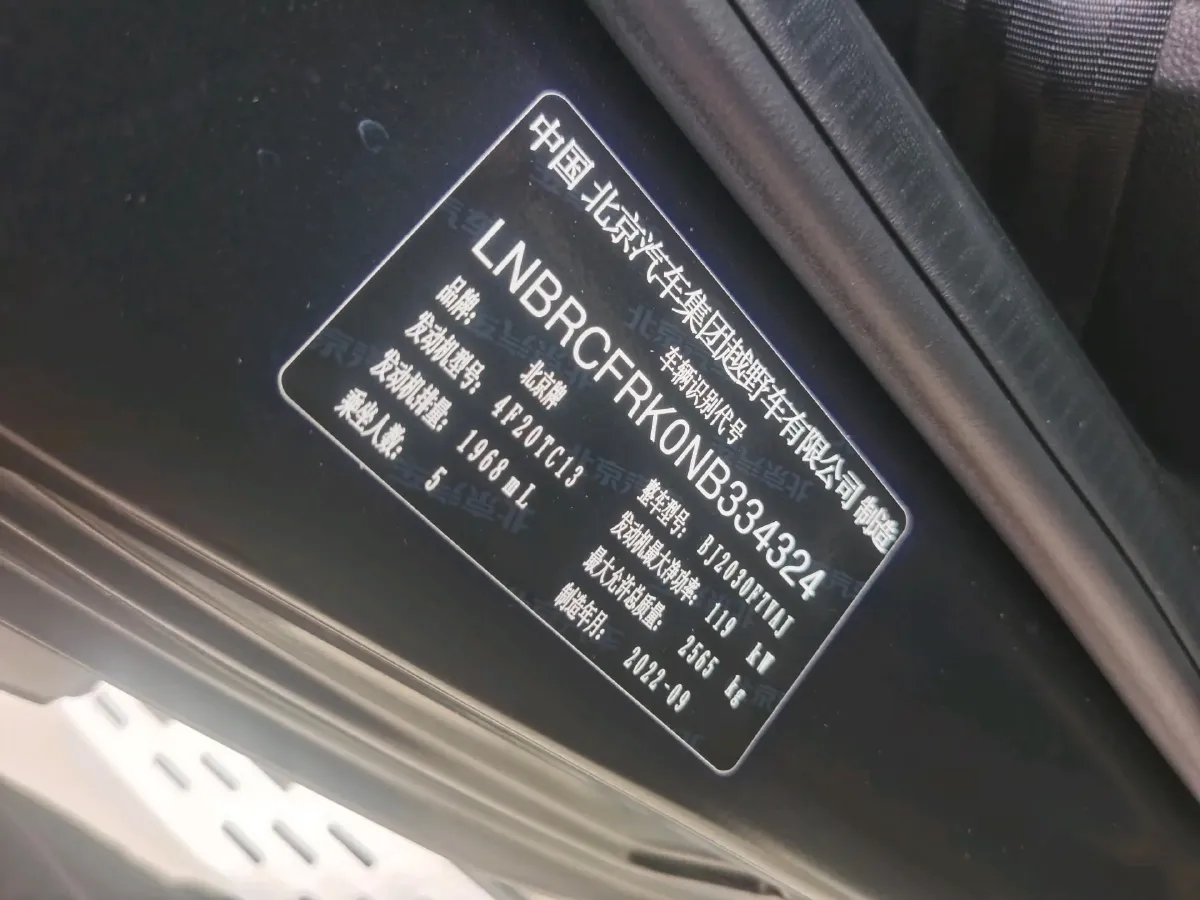 中国 北京汽车集团越野车有限公司 制造
车辆识别代号
LNBRCFRK0NB334324
品牌： 北京牌
整车型号： BJ2030F7VA1
发动机型号： 4F20TC13
发动机最大净功率： 119 kW
发动机排量： 1968 mL
最大允许总质量： 2565 kg
乘坐人数： 5
制造年月： 2022-09